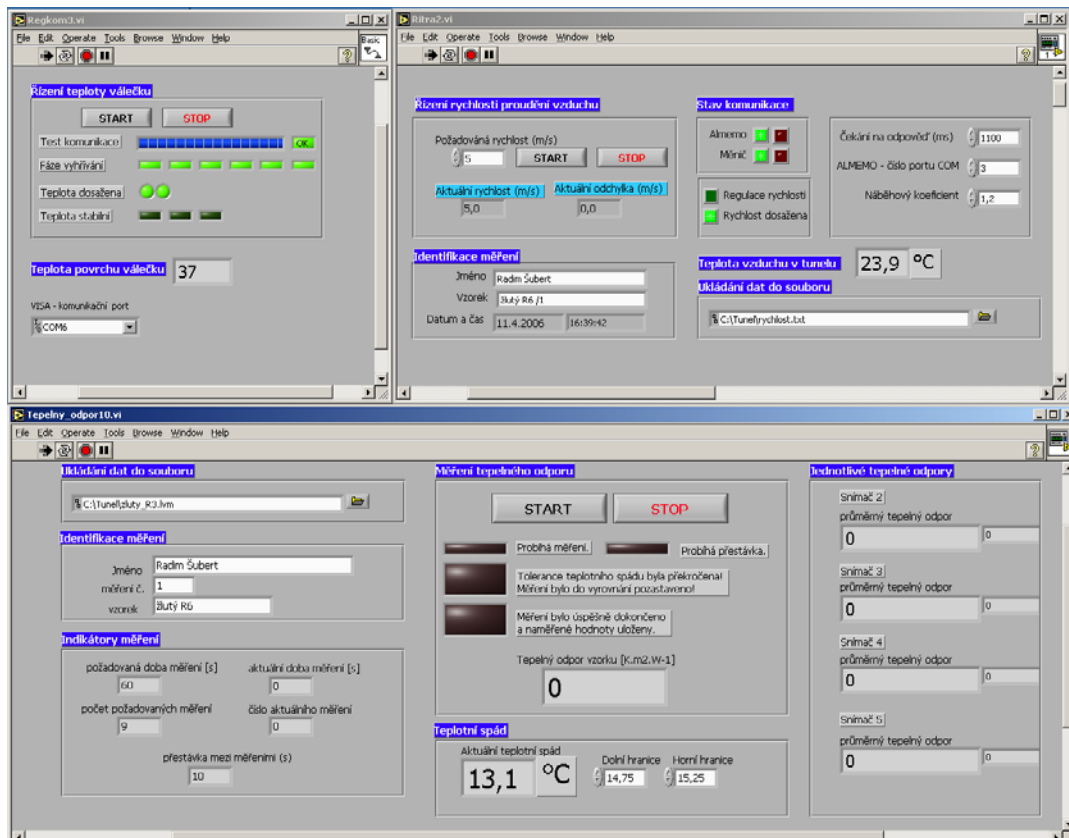 Regkom3.vi
File Edit Operate Tools Browse Window Help
Basic
Řízení teploty válečku
START STOP
Test komunikace OK
Fáze vyhřívání
Teplota dosažena
Teplota stabilní
Teplota povrchu válečku 37
VISA - komunikační port
COM6
Ritra2.vi
File Edit Operate Tools Browse Window Help
1
Řízení rychlosti proudění vzduchu
Požadovaná rychlost (m/s)
5 START STOP
Aktuální rychlost (m/s) Aktuální odchylka (m/s)
5,0 0,0
Identifikace měření
Jméno Radim Šubert
Vzorek žlutý R6 /1
Datum a čas 11.4.2006 16:39:42
Stav komunikace
Almemo
Měnič
Regulace rychlosti
Rychlost dosažena
Čekání na odpověď (ms) 1100
ALMEMO - číslo portu COM 3
Náběhový koeficient 1,2
Teplota vzduchu v tunelu 23,9 °C
Ukládání dat do souboru
C:\Tunel\rychlost.txt
Tepelny_odpor10.vi
File Edit Operate Tools Browse Window Help
Ukládání dat do souboru
C:\Tunel\zluty_R3.lvm
Identifikace měření
Jméno Radim Šubert
měření č. 1
vzorek žlutý R6
Indikátory měření
požadovaná doba měření [s] aktuální doba měření [s]
60 0
počet požadovaných měření číslo aktuálního měření
9 0
přestávka mezi měřeními (s)
10
Měření tepelného odporu
START STOP
Probíhá měření. Probíhá přestávka.
Tolerance teplotního spádu byla překročena!
Měření bylo do vyrovnání pozastaveno!
Měření bylo úspěšně dokončeno
a naměřené hodnoty uloženy.
Tepelný odpor vzorku [K.m2.W-1]
0
Teplotní spád
Aktuální teplotní spád Dolní hranice Horní hranice
13,1 °C 14,75 15,25
Jednotlivé tepelné odpory
Snímač 2
průměrný tepelný odpor
0 0
Snímač 3
průměrný tepelný odpor
0 0
Snímač 4
průměrný tepelný odpor
0 0
Snímač 5
průměrný tepelný odpor
0 0